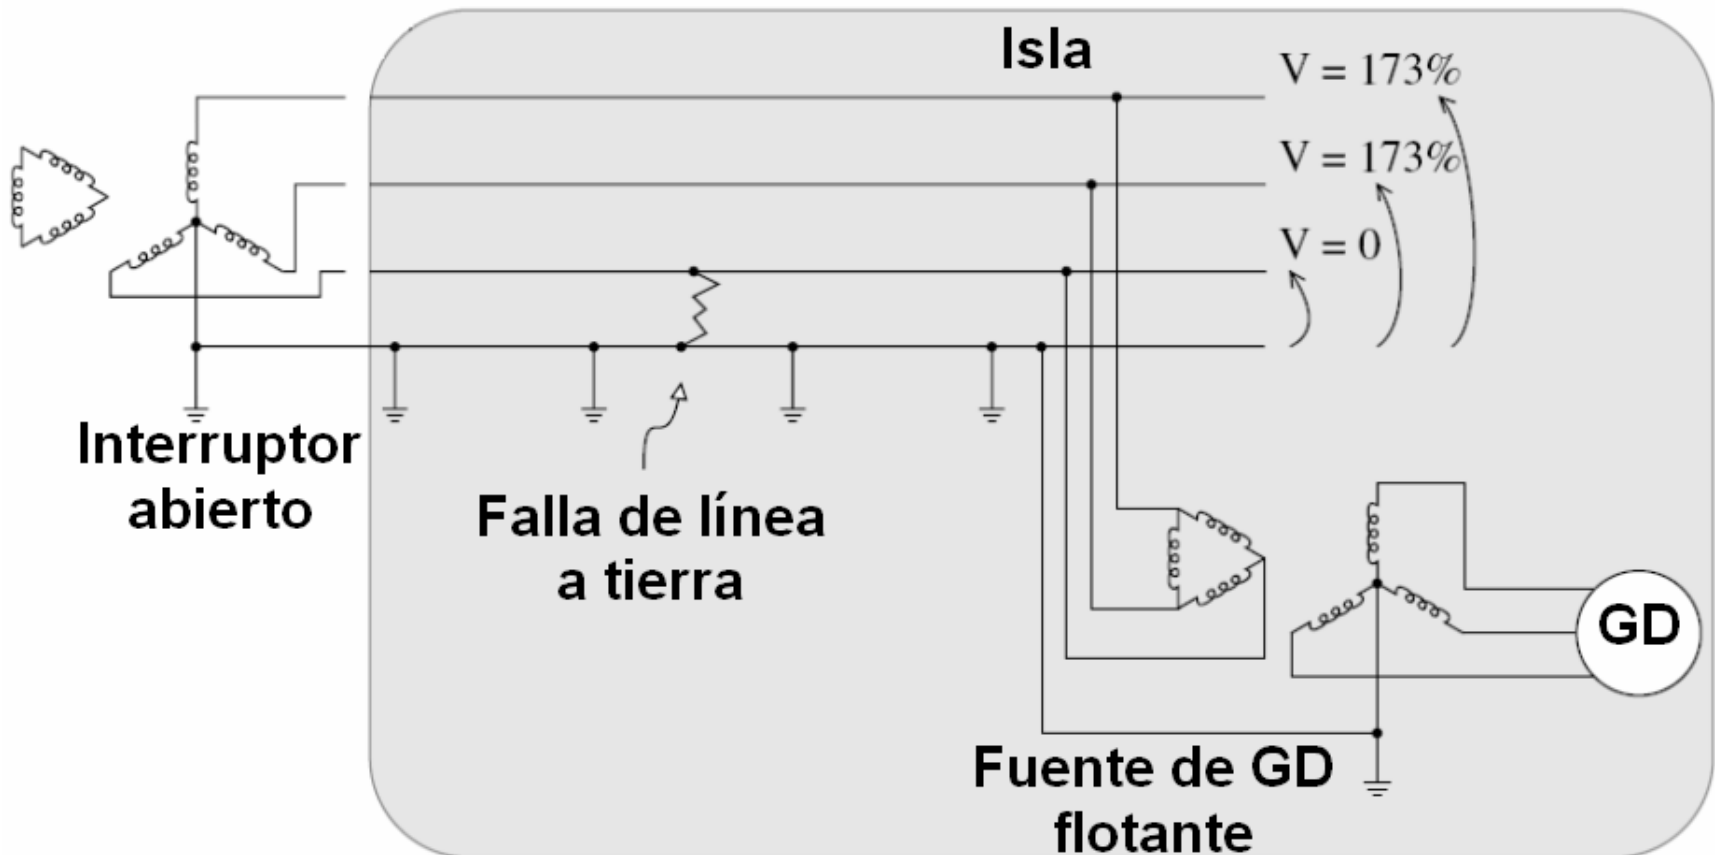 Isla
V = 173%
V = 173%
V = 0
Interruptor
abierto
Falla de línea
a tierra
GD
Fuente de GD
flotante